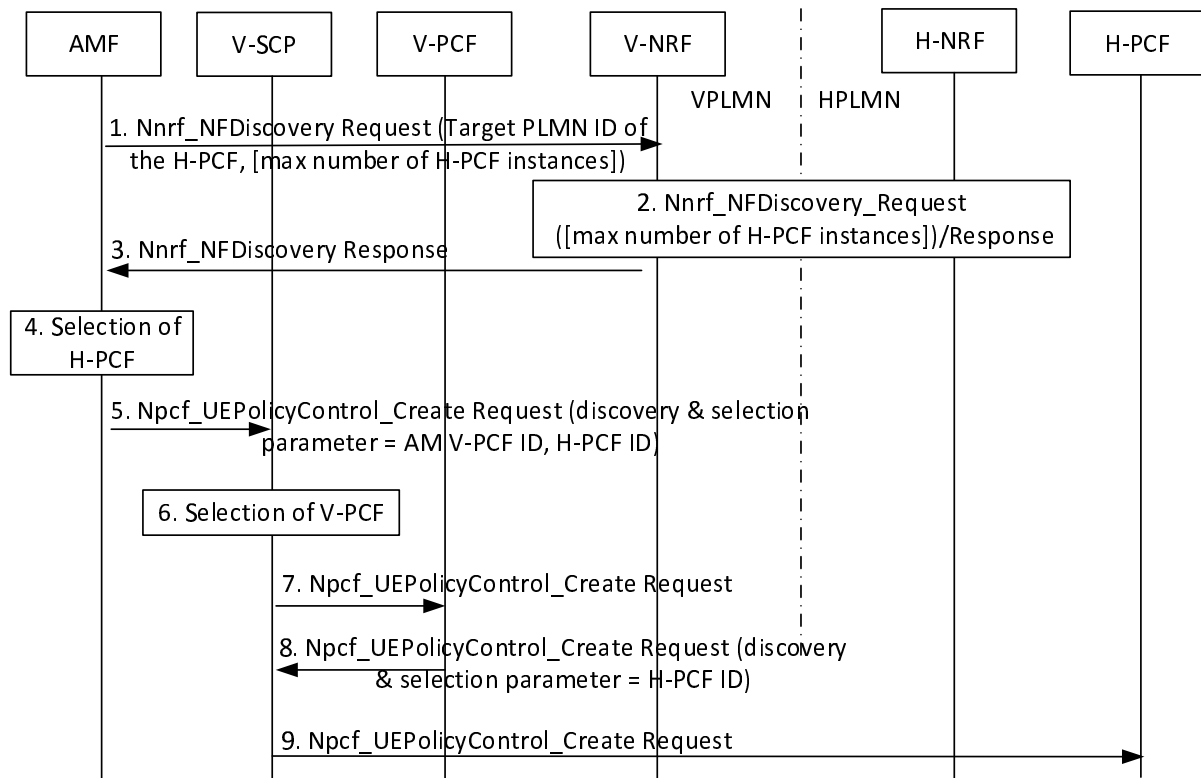 AMF
V-SCP
V-PCF
V-NRF
H-NRF
H-PCF
VPLMN
HPLMN
1. Nnrf_NFDiscovery Request (Target PLMN ID of
the H-PCF, [max number of H-PCF instances])
2. Nnrf_NFDiscovery_Request
([max number of H-PCF instances])/Response
3. Nnrf_NFDiscovery Response
4. Selection of
H-PCF
5. Npcf_UEPolicyControl_Create Request (discovery & selection
parameter = AM V-PCF ID, H-PCF ID)
6. Selection of V-PCF
7. Npcf_UEPolicyControl_Create Request
8. Npcf_UEPolicyControl_Create Request (discovery
& selection parameter = H-PCF ID)
9. Npcf_UEPolicyControl_Create Request